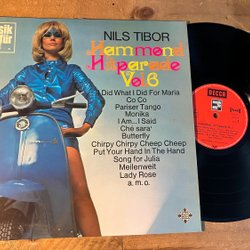 NILS TIBOR
Hammond
Hitparade
Vol. 6
I Did What I Did For Maria
Co Co
Pariser Tango
Monika
I Am... I Said
Che sara'
Butterfly
Chirpy Chirpy Cheep Cheep
Put Your Hand In The Hand
Song for Julia
Meilenweit
Lady Rose
a. m. o.
DECCA